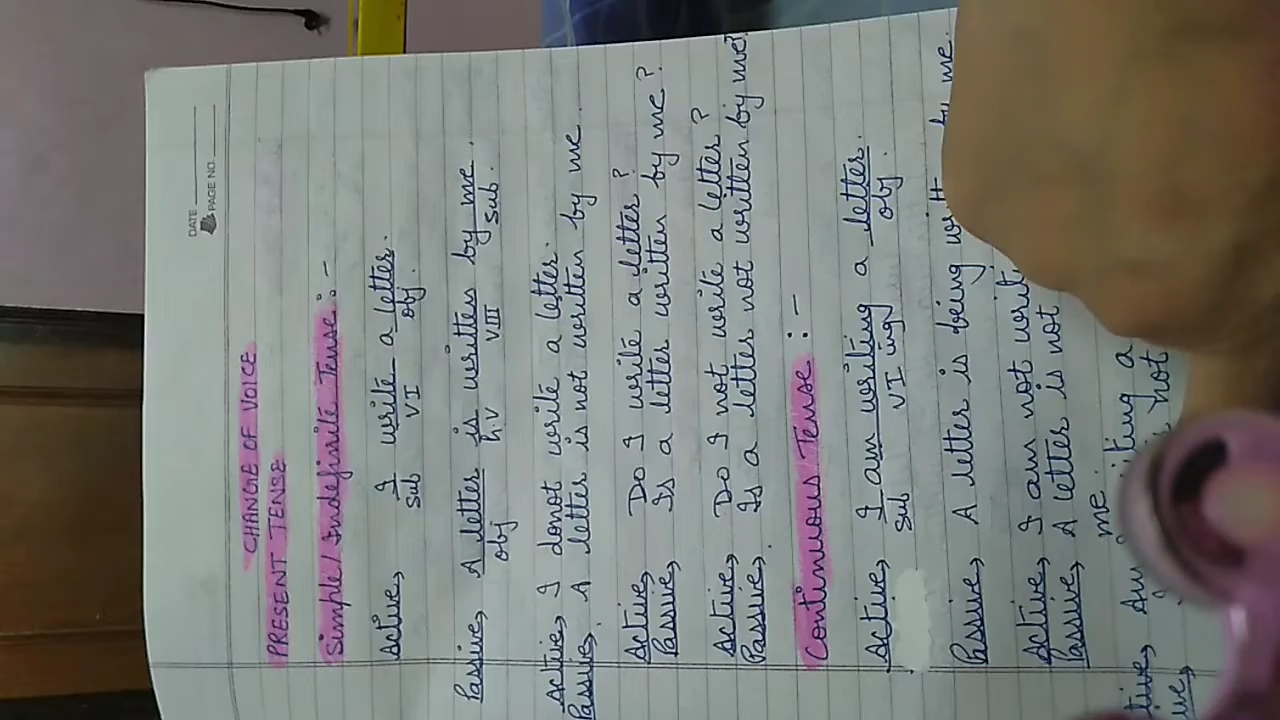 DATE
PAGE NO.
CHANGE OF VOICE
PRESENT TENSE
Simple/Indefinite Tense:-
Active, I write a letter.
sub VI obj.
Passive, A letter is written by me.
obj h.v VIII sub.
Active, I donot write a letter.
Passive, A letter is not written by me.
Active, Do I write a letter?
Passive, Is a letter written by me?
Active, Do I not write a letter?
Passive, Is a letter not written by me?
Continuous Tense:-
Active, I am writing a letter.
sub VI ing obj.
Passive, A letter is being by me.
Active, I am not
Passive, A letter is not
me.
a
not